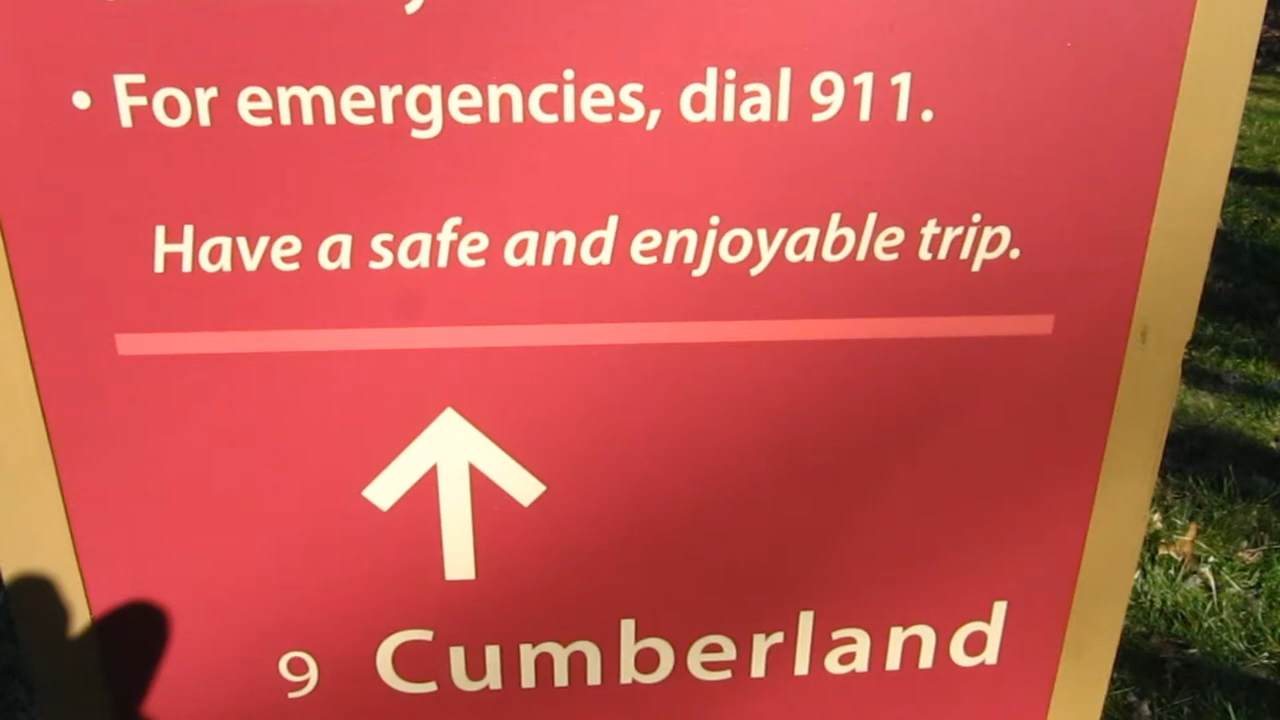 • For emergencies, dial 911.
Have a safe and enjoyable trip.
9 Cumberland